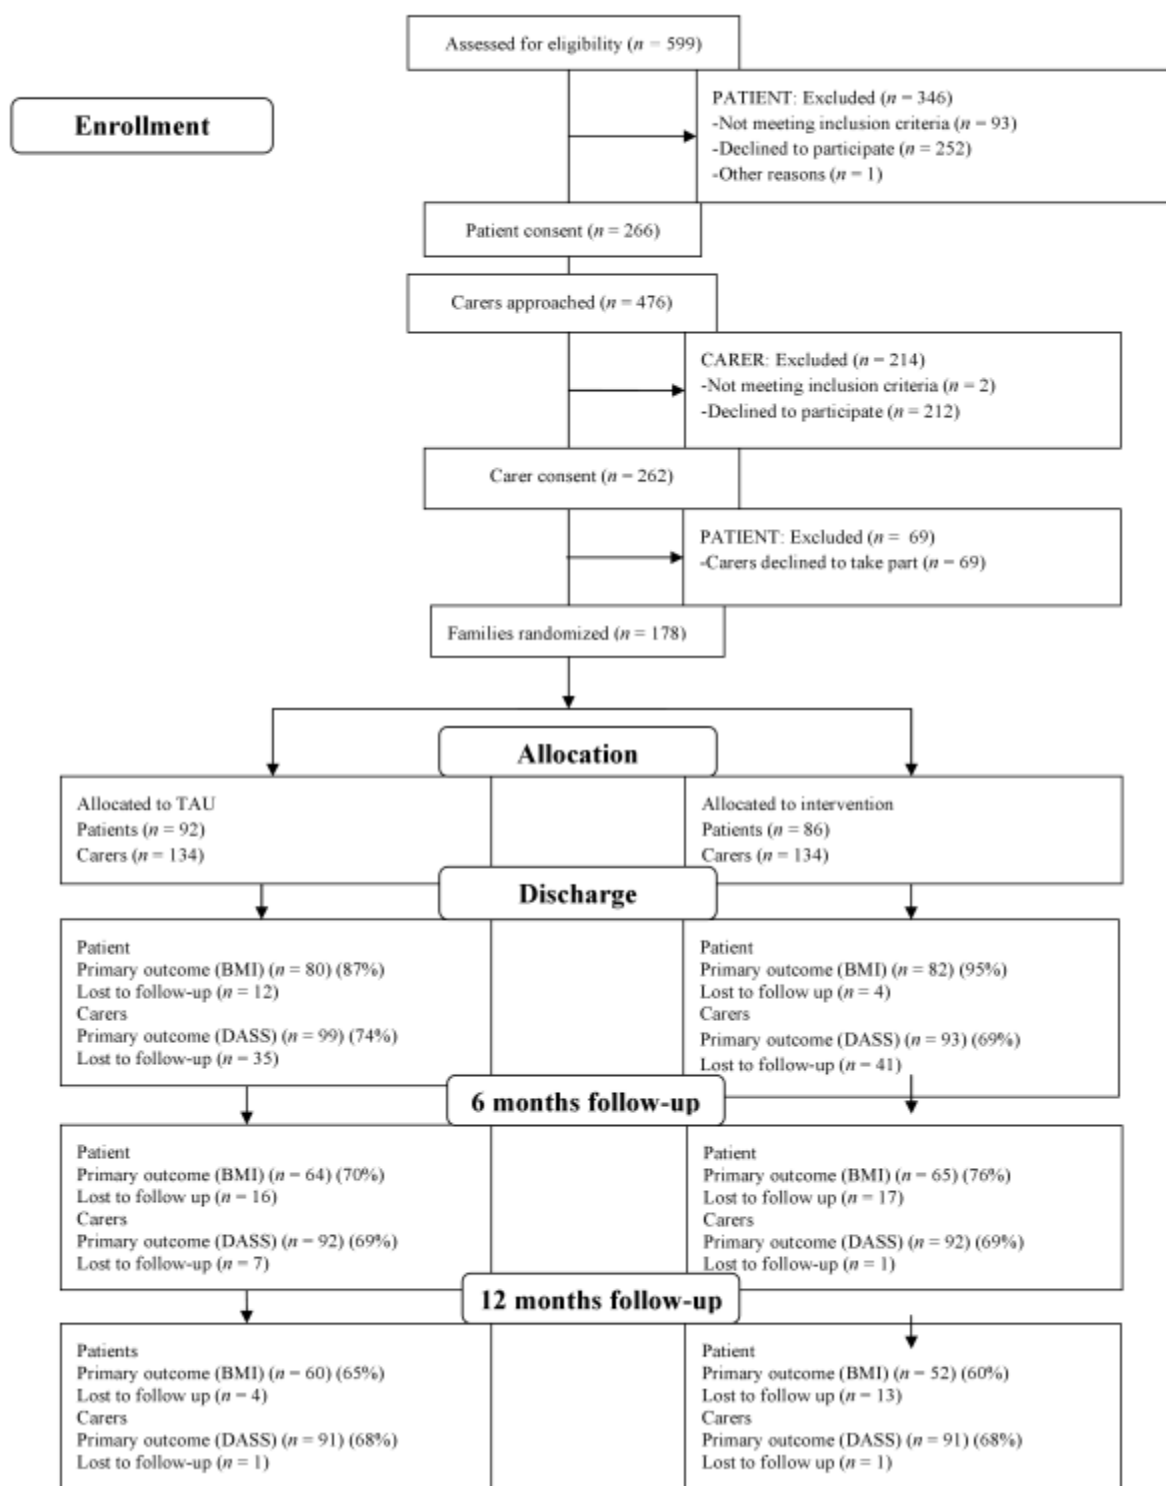 Assessed for eligibility (n = 599)
Enrollment
PATIENT: Excluded (n = 346)
-Not meeting inclusion criteria (n = 93)
-Declined to participate (n = 252)
-Other reasons (n = 1)
Patient consent (n = 266)
Carers approached (n = 476)
CARER: Excluded (n = 214)
-Not meeting inclusion criteria (n = 2)
-Declined to participate (n = 212)
Carer consent (n = 262)
PATIENT: Excluded (n = 69)
-Carers declined to take part (n = 69)
Families randomized (n = 178)
Allocation
Allocated to TAU
Patients (n = 92)
Carers (n = 134)
Allocated to intervention
Patients (n = 86)
Carers (n = 134)
Discharge
Patient
Primary outcome (BMI) (n = 80) (87%)
Lost to follow-up (n = 12)
Carers
Primary outcome (DASS) (n = 99) (74%)
Lost to follow-up (n = 35)
Patient
Primary outcome (BMI) (n = 82) (95%)
Lost to follow up (n = 4)
Carers
Primary outcome (DASS) (n = 93) (69%)
Lost to follow-up (n = 41)
6 months follow-up
Patient
Primary outcome (BMI) (n = 64) (70%)
Lost to follow up (n = 16)
Carers
Primary outcome (DASS) (n = 92) (69%)
Lost to follow-up (n = 7)
Patient
Primary outcome (BMI) (n = 65) (76%)
Lost to follow up (n = 17)
Carers
Primary outcome (DASS) (n = 92) (69%)
Lost to follow-up (n = 1)
12 months follow-up
Patients
Primary outcome (BMI) (n = 60) (65%)
Lost to follow up (n = 4)
Carers
Primary outcome (DASS) (n = 91) (68%)
Lost to follow-up (n = 1)
Patient
Primary outcome (BMI) (n = 52) (60%)
Lost to follow up (n = 13)
Carers
Primary outcome (DASS) (n = 91) (68%)
Lost to follow up (n = 1)